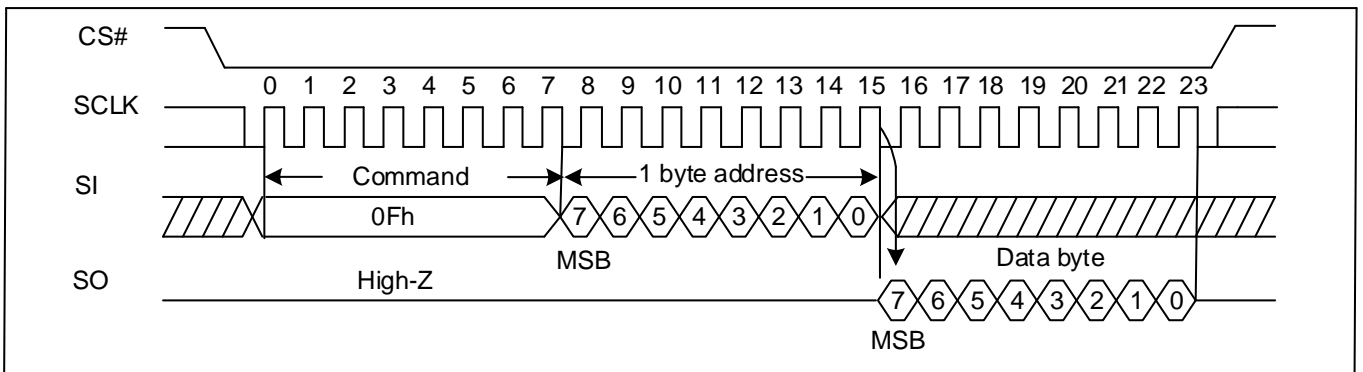 CS#
0 1 2 3 4 5 6 7 8 9 10 11 12 13 14 15 16 17 18 19 20 21 22 23
SCLK
Command 1 byte address
SI
0Fh 7 6 5 4 3 2 1 0
MSB Data byte
SO High-Z
7 6 5 4 3 2 1 0
MSB